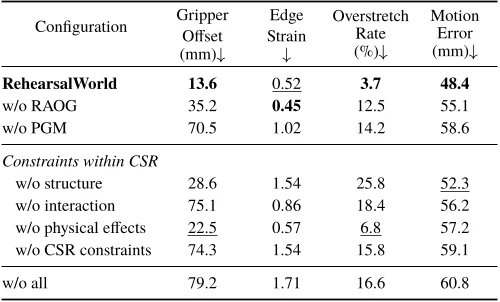 Configuration Gripper Offset (mm)↓ Edge Strain ↓ Overstretch Rate (%)↓ Motion Error (mm)↓
RehearsalWorld 13.6 0.52 3.7 48.4
w/o RAOG 35.2 0.45 12.5 55.1
w/o PGM 70.5 1.02 14.2 58.6
Constraints within CSR
w/o structure 28.6 1.54 25.8 52.3
w/o interaction 75.1 0.86 18.4 56.2
w/o physical effects 22.5 0.57 6.8 57.2
w/o CSR constraints 74.3 1.54 15.8 59.1
w/o all 79.2 1.71 16.6 60.8